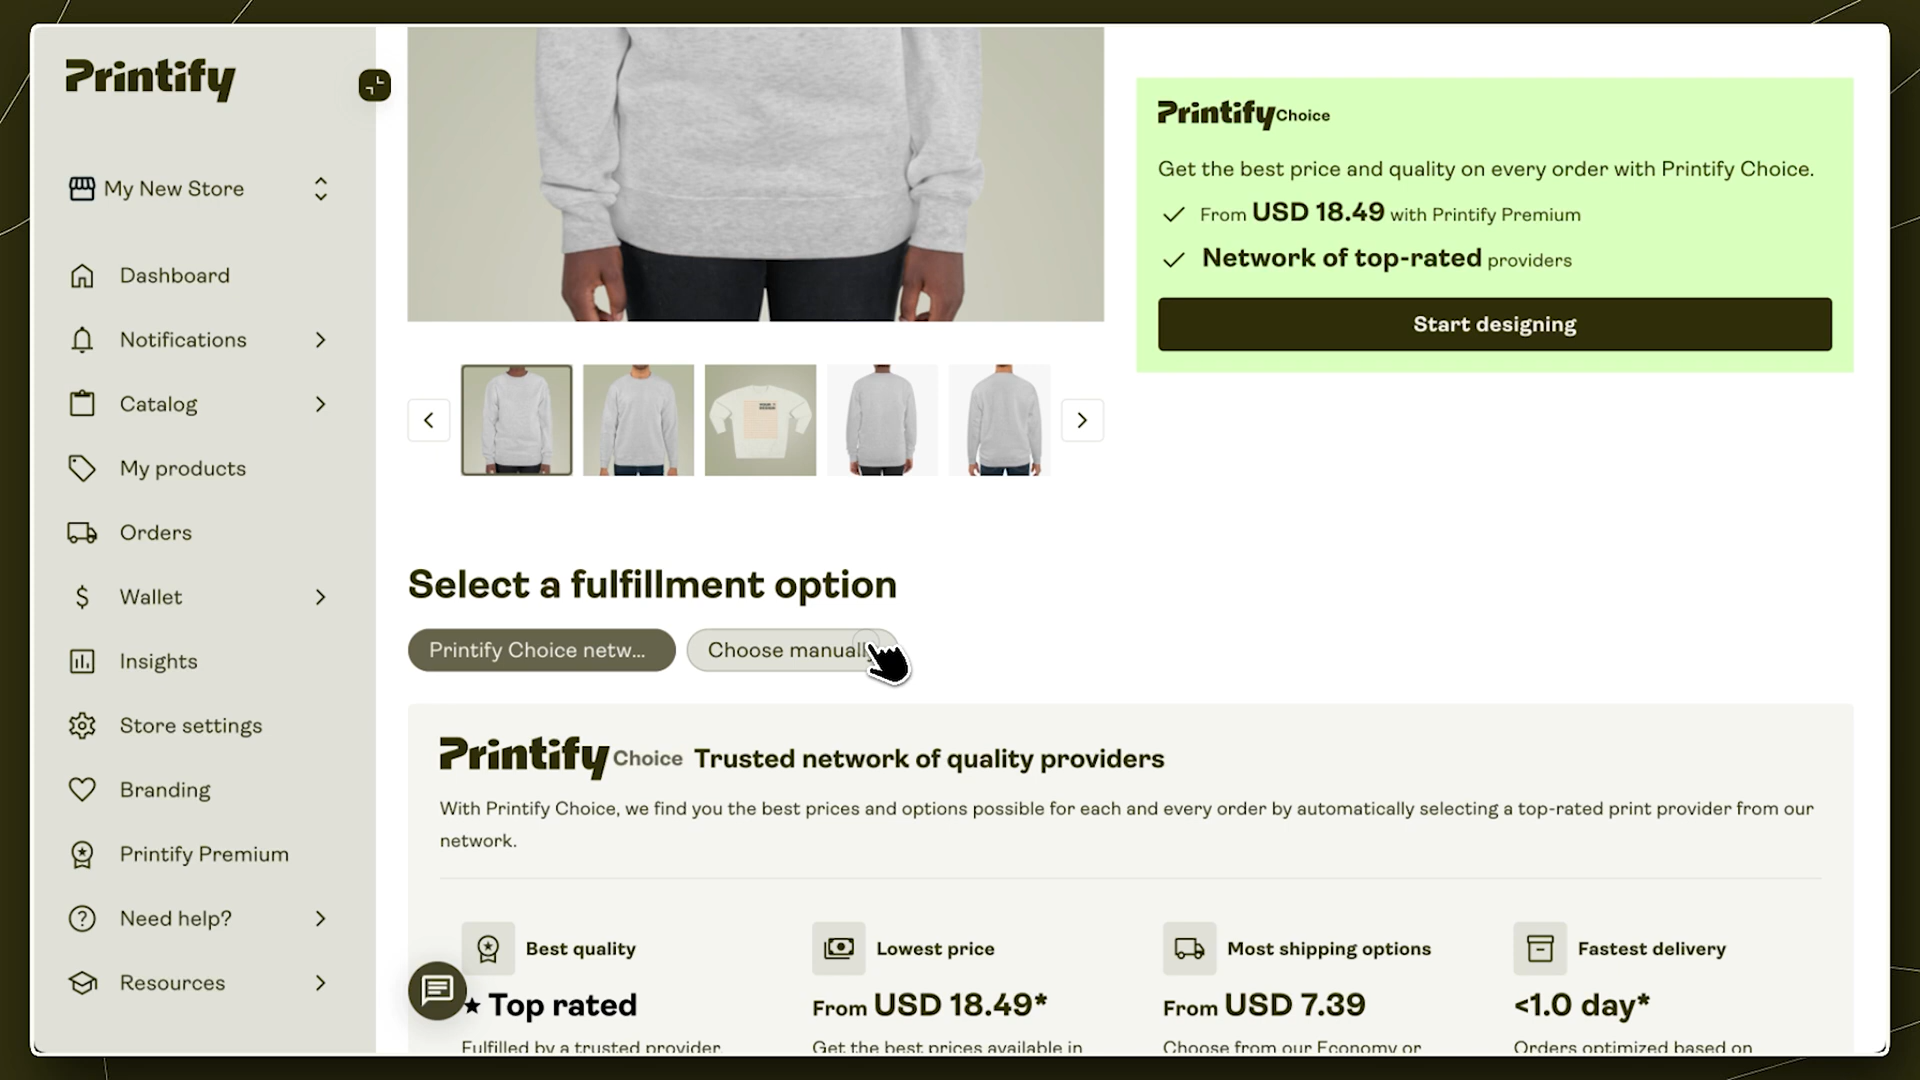 Printify
My New Store
Dashboard
Notifications
Catalog
My products
Orders
Wallet
Insights
Store settings
Branding
Printify Premium
Need help?
Resources
Printify Choice
Get the best price and quality on every order with Printify Choice.
From USD 18.49 with Printify Premium
Network of top-rated providers
Start designing
Select a fulfillment option
Printify Choice netw...
Choose manually
Printify Choice Trusted network of quality providers
With Printify Choice, we find you the best prices and options possible for each and every order by automatically selecting a top-rated print provider from our
network.
Best quality
★ Top rated
Fulfilled by a trusted provider
Lowest price
From USD 18.49*
Get the best prices available in
Most shipping options
From USD 7.39
Choose from our Economy or
Fastest delivery
<1.0 day*
Orders optimized based on